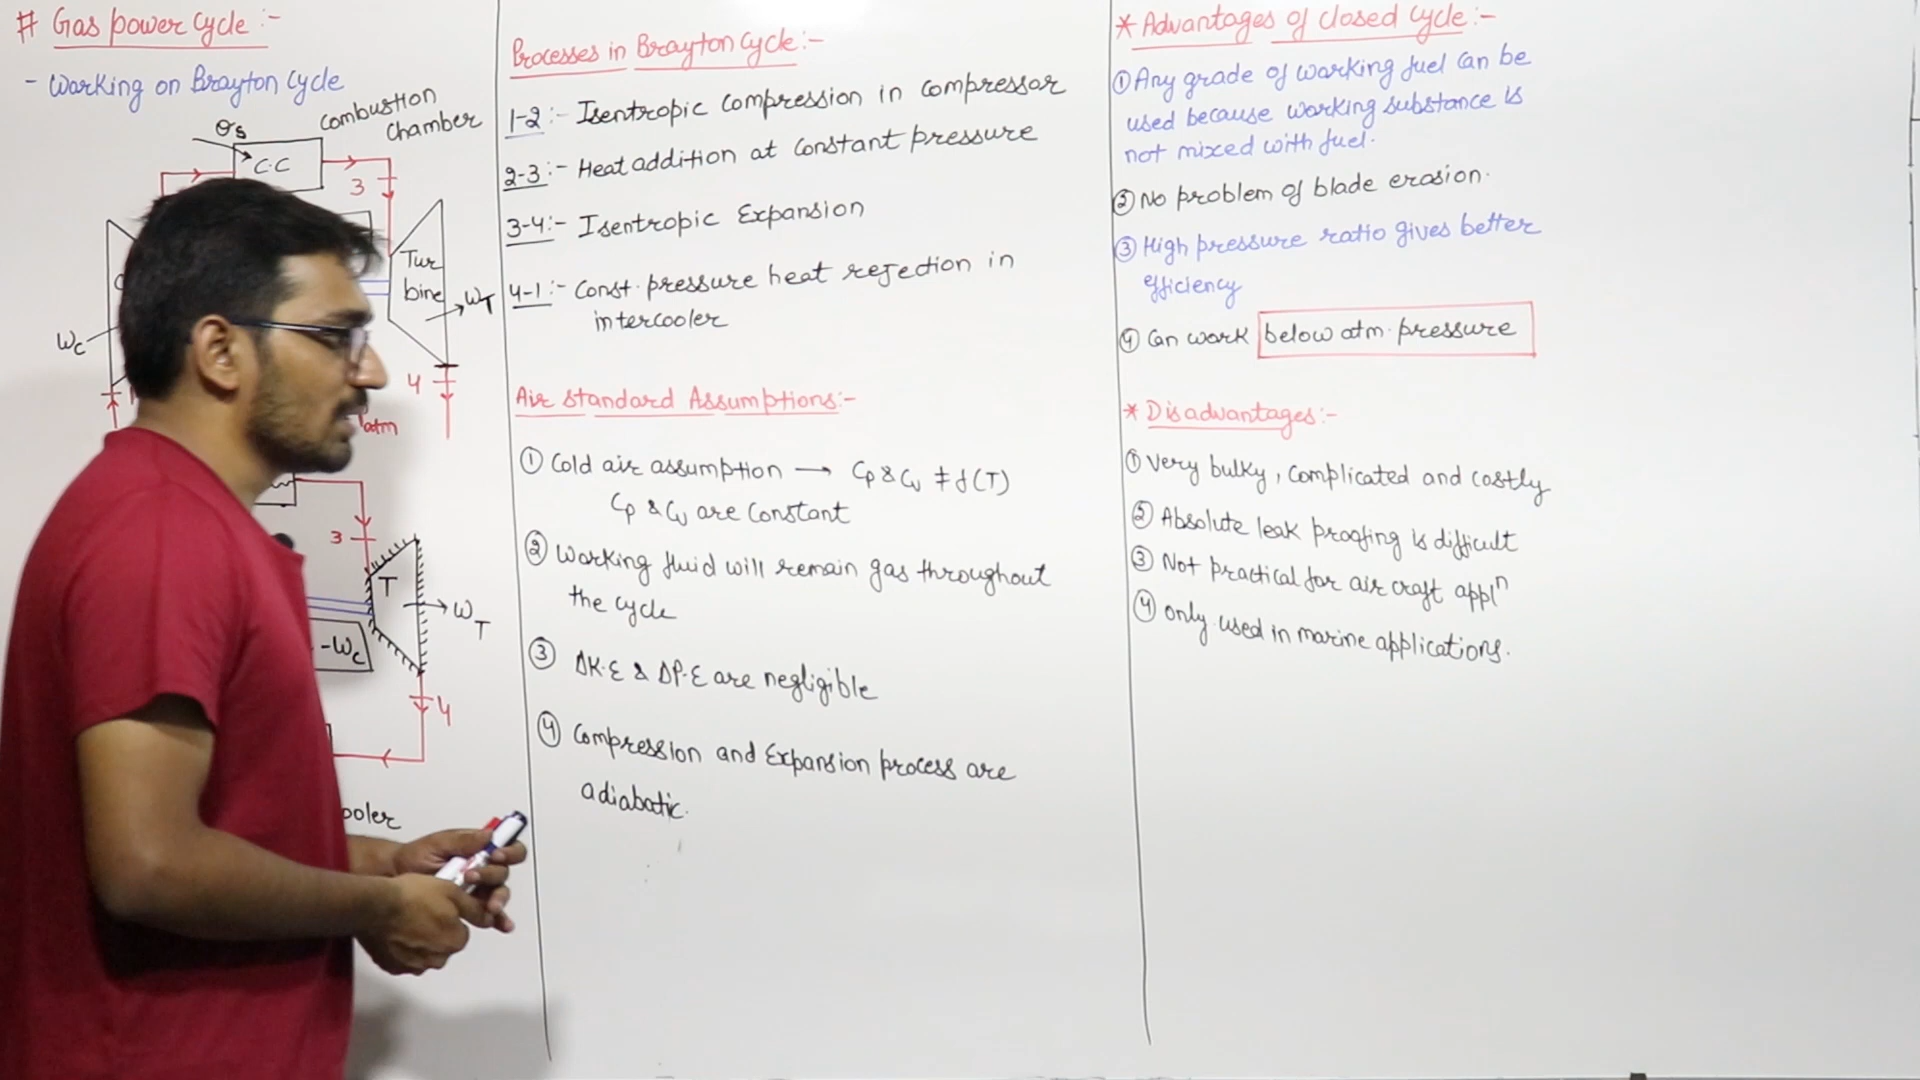 # Gas power cycle :-
- Working on Brayton Cycle
Combustion
chamber
Qs
C.C
3
Tur
bine
WT
Wc
4
Patm
3
T
WT
-Wc
4
ooler
Processes in Brayton Cycle:-
1-2:- Isentropic Compression in Compressor
2-3:- Heat addition at Constant pressure
3-4:- Isentropic Expansion
4-1:- Const. pressure heat rejection in
intercooler
Air standard Assumptions:-
① Cold air assumption → Cp & Cv ≠ f(T)
Cp & Cv are Constant
② Working fluid will remain gas throughout
the cycle
③ ΔK.E & ΔP.E are negligible
④ Compression and Expansion process are
adiabatic.
* Advantages of closed cycle:-
① Any grade of working fuel can be
used because working substance is
not mixed with fuel.
② No problem of blade erosion.
③ High pressure ratio gives better
efficiency
④ Can work below atm. pressure
* Disadvantages:-
① Very bulky, Complicated and costly
② Absolute leak proofing is difficult
③ Not practical for air craft applⁿ
④ only used in marine applications.